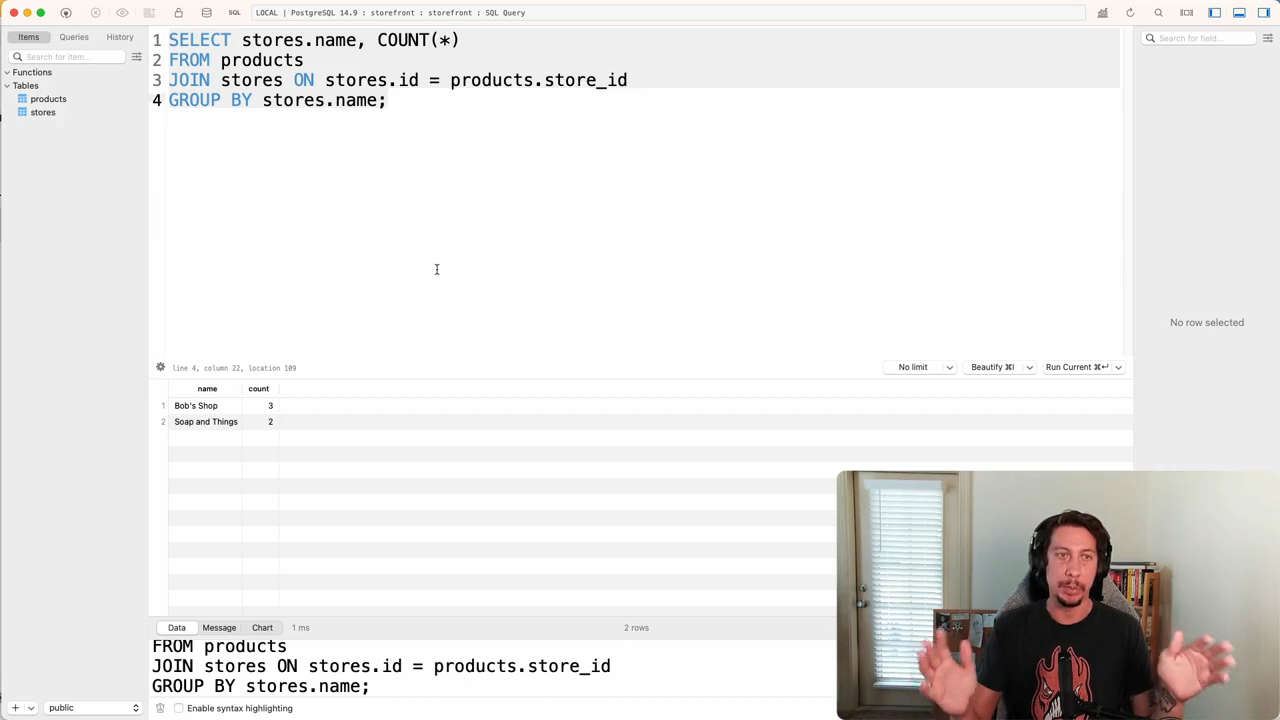 SQL
LOCAL | PostgreSQL 14.9 : storefront : storefront : SQL Query
Items
Queries
History
Search for item...
Functions
Tables
products
stores
1 SELECT stores.name, COUNT(*)
2 FROM products
3 JOIN stores ON stores.id = products.store_id
4 GROUP BY stores.name;
Search for field...
No row selected
line 4, column 22, location 109
No limit
Beautify ⌘I
Run Current ⌘↵
name count
1 Bob's Shop 3
2 Soap and Things 2
Data
Message
Chart
1 ms
2 rows
FROM products
JOIN stores ON stores.id = products.store_id
GROUP BY stores.name;
public
Enable syntax highlighting